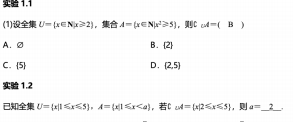 实验 1.1
(1)设全集 U={x∈N|x≥2}，集合 A={x∈N|x²≥5}，则∁UA=( B )
A．∅ B．{2}
C．{5} D．{2,5}
实验 1.2
已知全集 U={x|1≤x≤5}，A={x|1≤x<a}，若∁UA={x|2≤x≤5}，则 a=__2__．